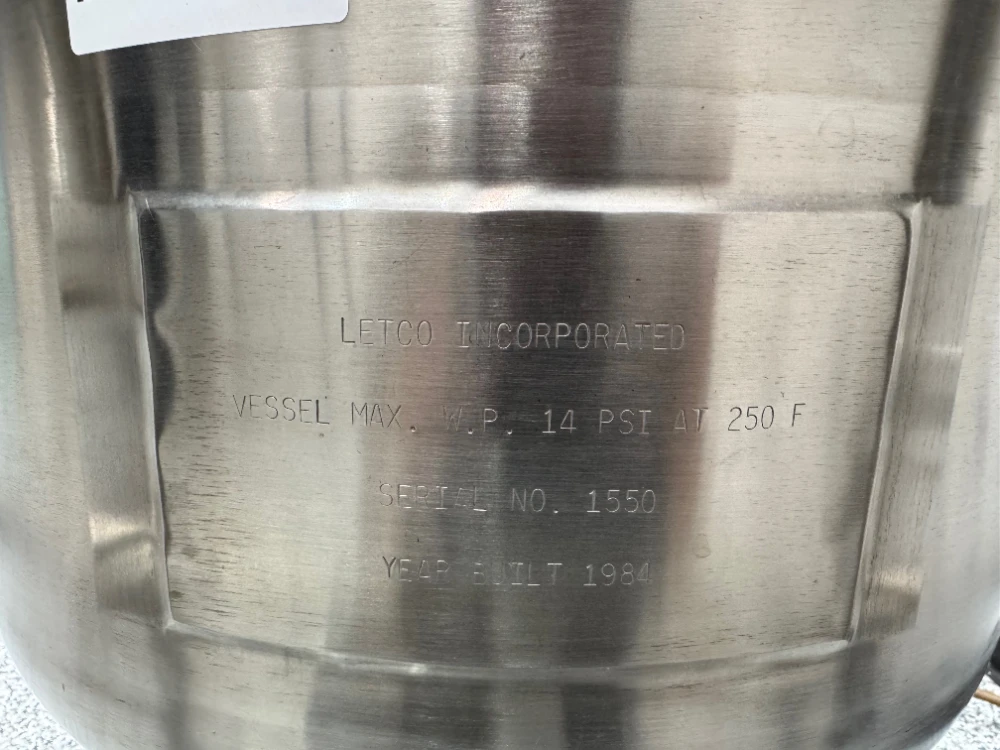 LETCO INCORPORATED
VESSEL MAX. W.P. 14 PSI AT 250 F
SERIAL NO. 1550
YEAR BUILT 1984